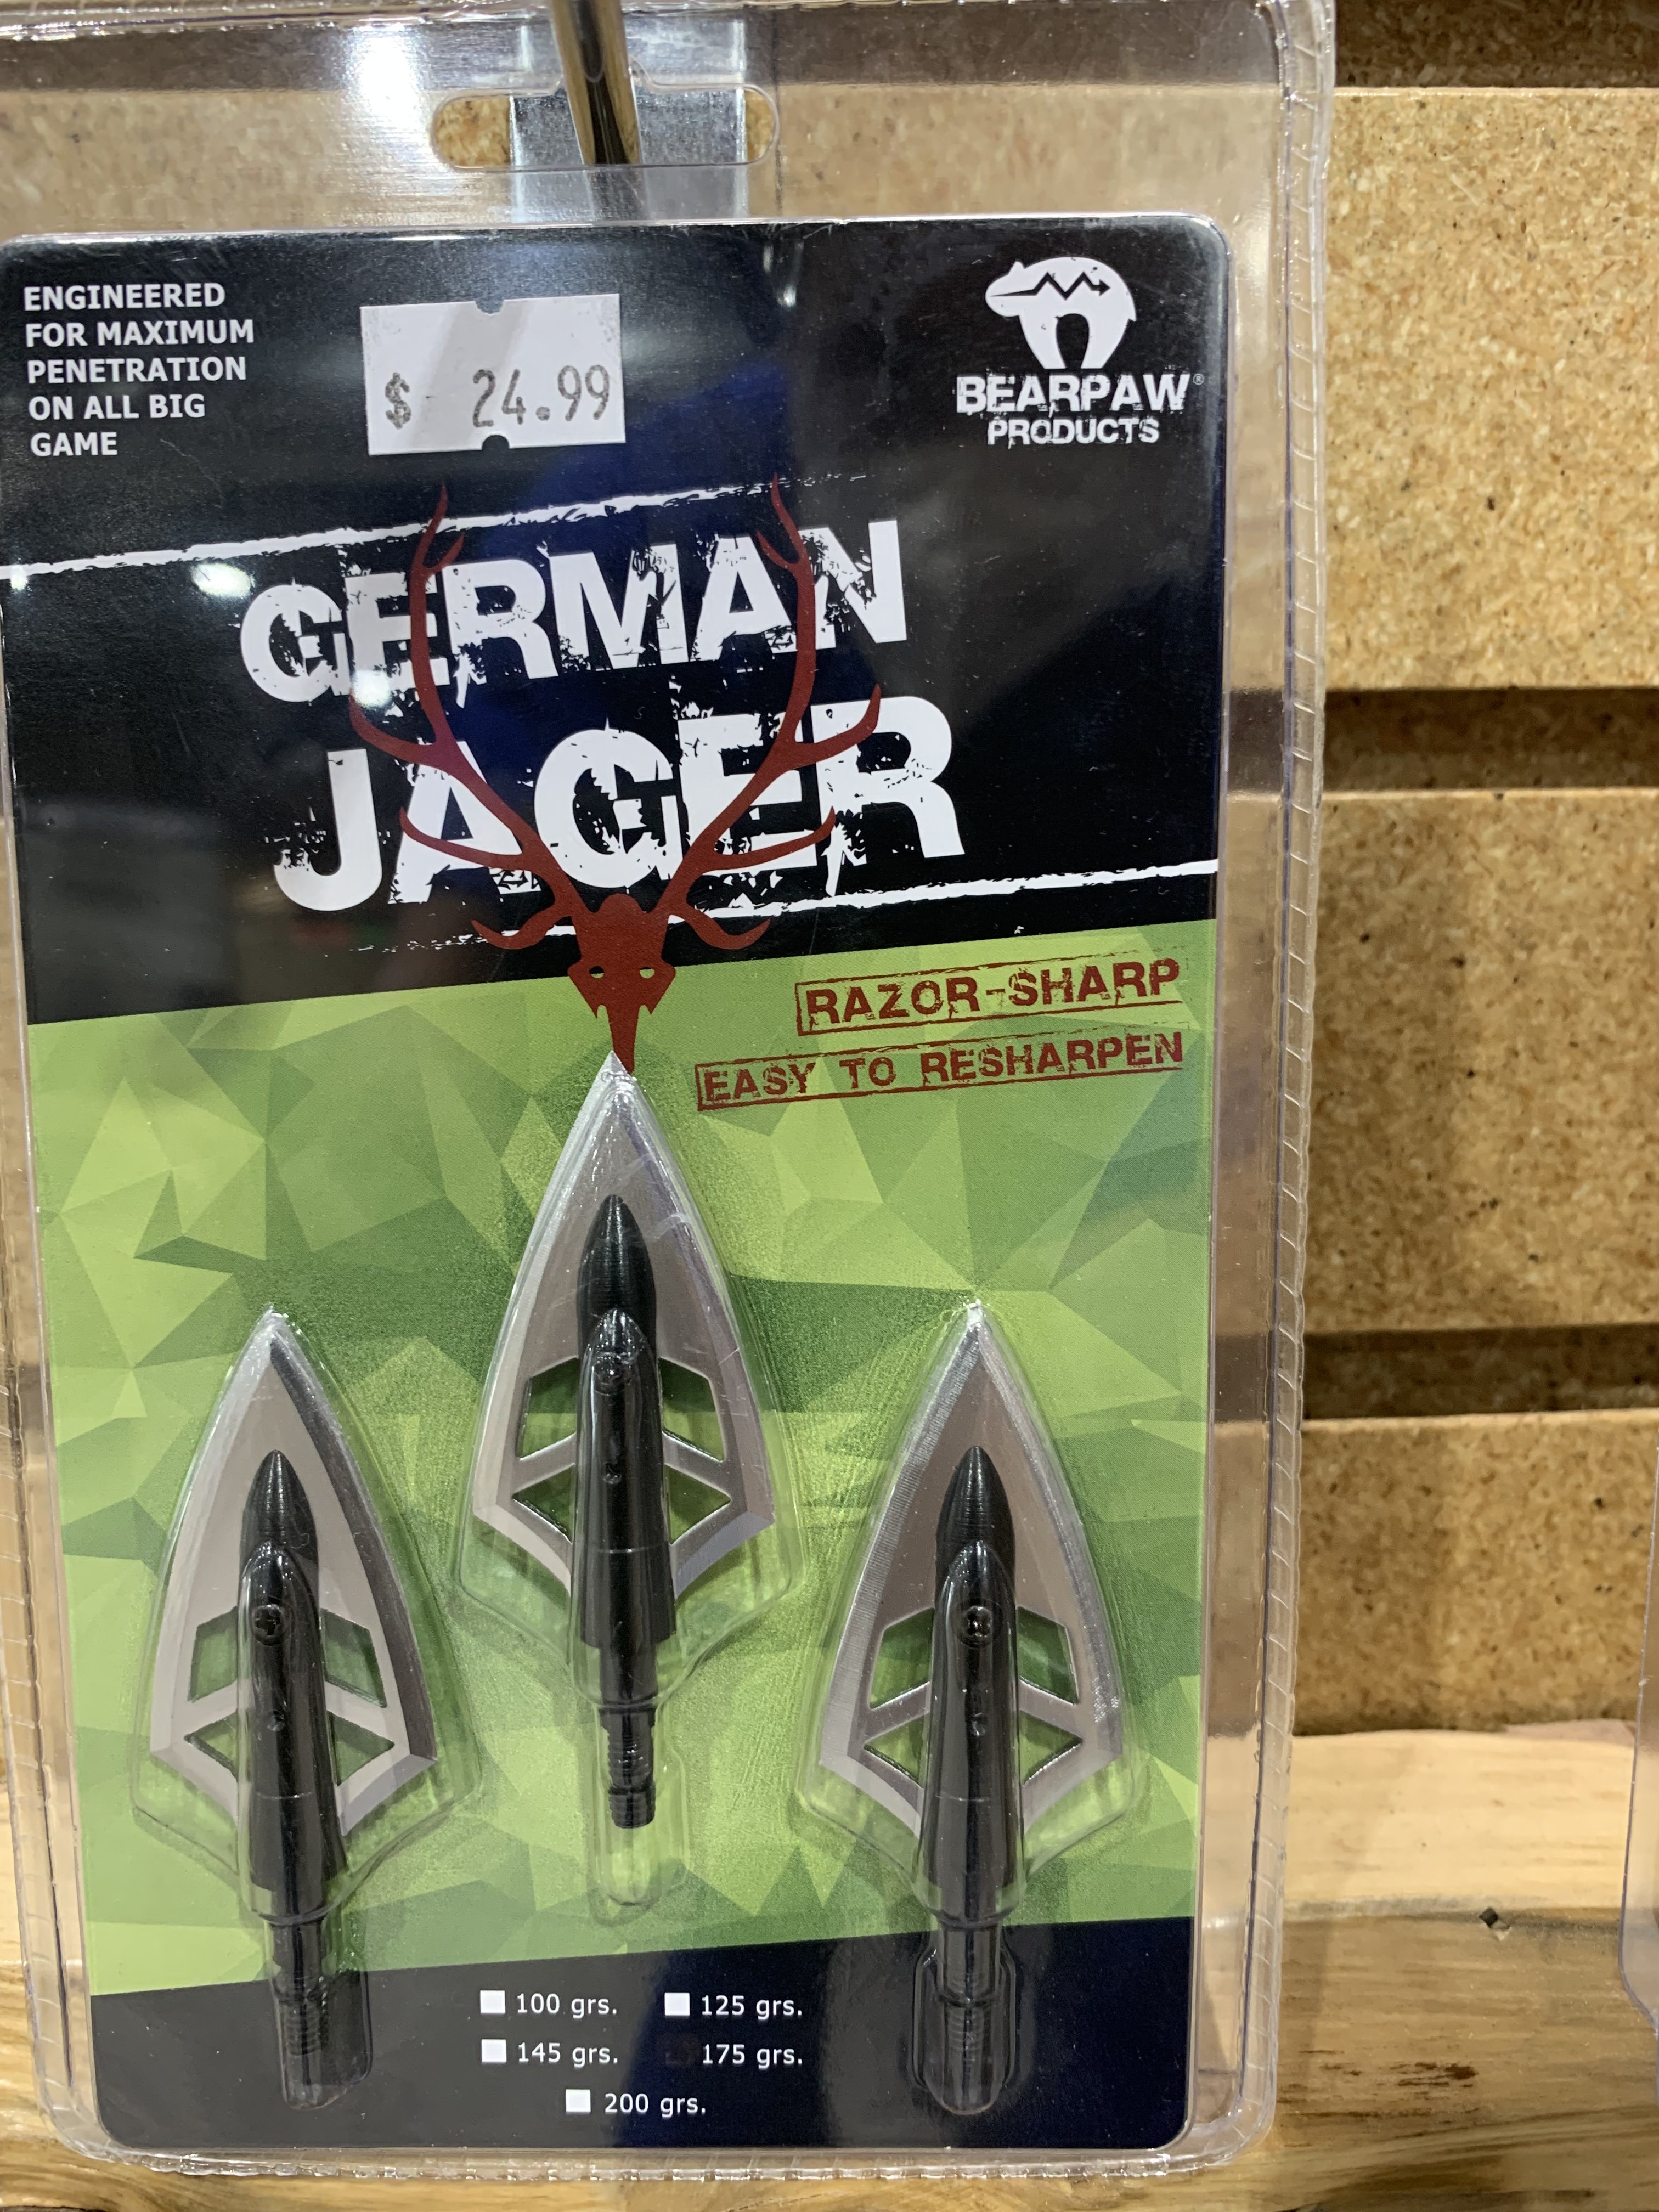 ENGINEERED
FOR MAXIMUM
PENETRATION
ON ALL BIG
GAME
$ 24.99
BEARPAW®
PRODUCTS
GERMAN
JAGER
RAZOR-SHARP
EASY TO RESHARPEN
100 grs. 125 grs.
145 grs. 175 grs.
200 grs.